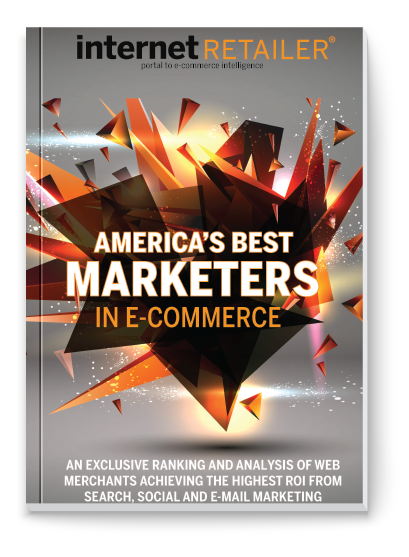 internet RETAILER®
portal to e-commerce intelligence
AMERICA'S BEST
MARKETERS
IN E-COMMERCE
AN EXCLUSIVE RANKING AND ANALYSIS OF WEB
MERCHANTS ACHIEVING THE HIGHEST ROI FROM
SEARCH, SOCIAL AND E-MAIL MARKETING